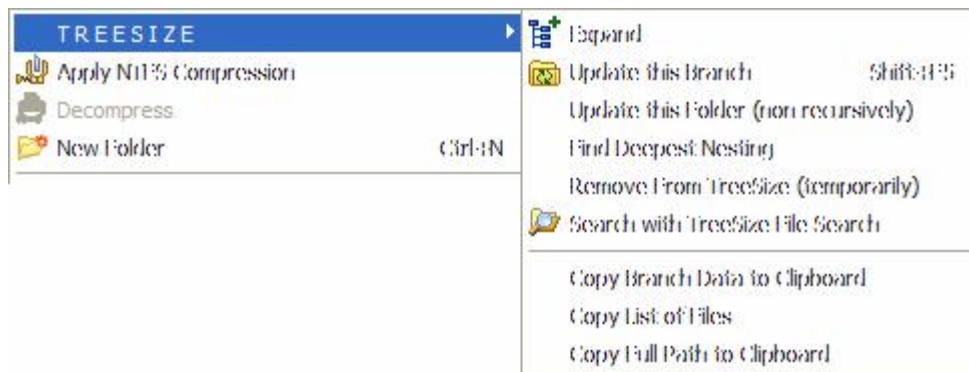 TREESIZE
Apply NTFS Compression
Decompress
New Folder Ctrl+N
Expand
Update this Branch Shift+F5
Update this Folder (non recursively)
Find Deepest Nesting
Remove From TreeSize (temporarily)
Search with TreeSize File Search
Copy Branch Data to Clipboard
Copy List of Files
Copy Full Path to Clipboard